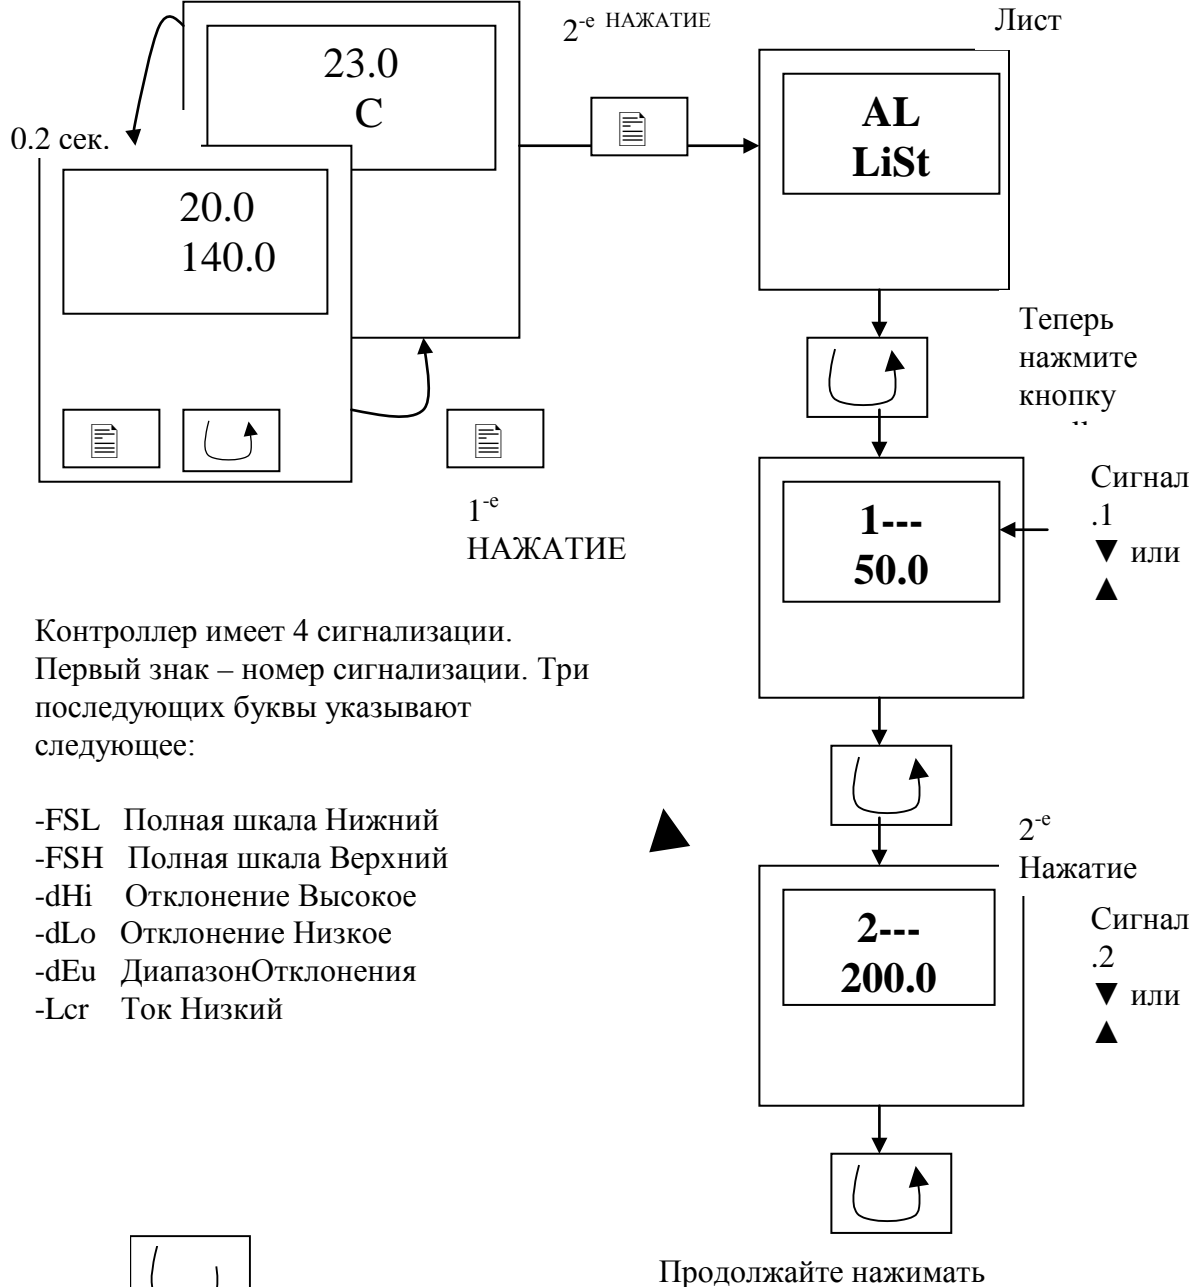 2-е НАЖАТИЕ
Лист
23.0
C
0.2 сек.
20.0
140.0
AL
LiSt
Теперь
нажмите
кнопку
1-е
НАЖАТИЕ
1---
50.0
Сигнал
.1
▼ или
▲
Контроллер имеет 4 сигнализации.
Первый знак – номер сигнализации. Три
последующих буквы указывают
следующее:
-FSL Полная шкала Нижний
-FSH Полная шкала Верхний
-dHi Отклонение Высокое
-dLo Отклонение Низкое
-dEu ДиапазонОтклонения
-Lcr Ток Низкий
2-е
Нажатие
2---
200.0
Сигнал
.2
▼ или
▲
Продолжайте нажимать